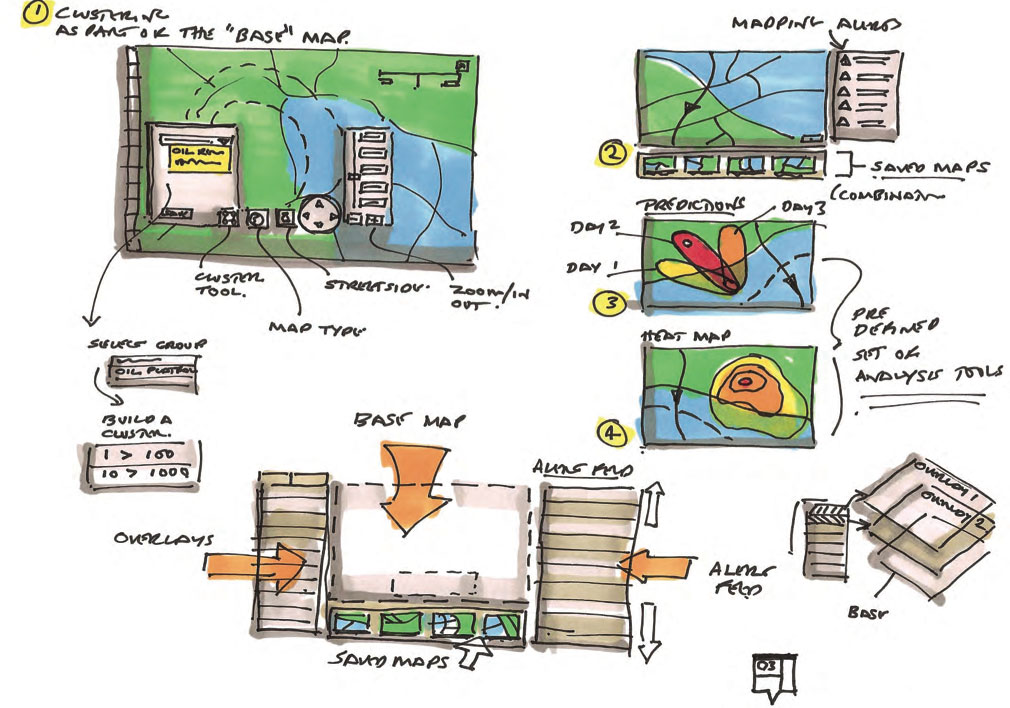 1 CLUSTERING
AS PART OF THE "BASE" MAP.
OIL RIG
CLUSTER
TOOL.
MAP TYPE
STREETSIDE.
ZOOM/IN
OUT.
SELECT GROUP
OIL PLATFORM
BUILD A
CLUSTER.
1 > 100
10 > 1000
MAPPING ALERTS
2
SAVED MAPS
(COMBINATION
PREDICTIONS
DAY 3
DAY 2
DAY 1
3
HEAT MAP
4
PRE
DEFINED
SET OF
ANALYSIS TOOLS
BASE MAP
OVERLAYS
ALERT FEED
ALERT
FEED
SAVED MAPS
OVERLAY 1
OVERLAY 2
BASE
03